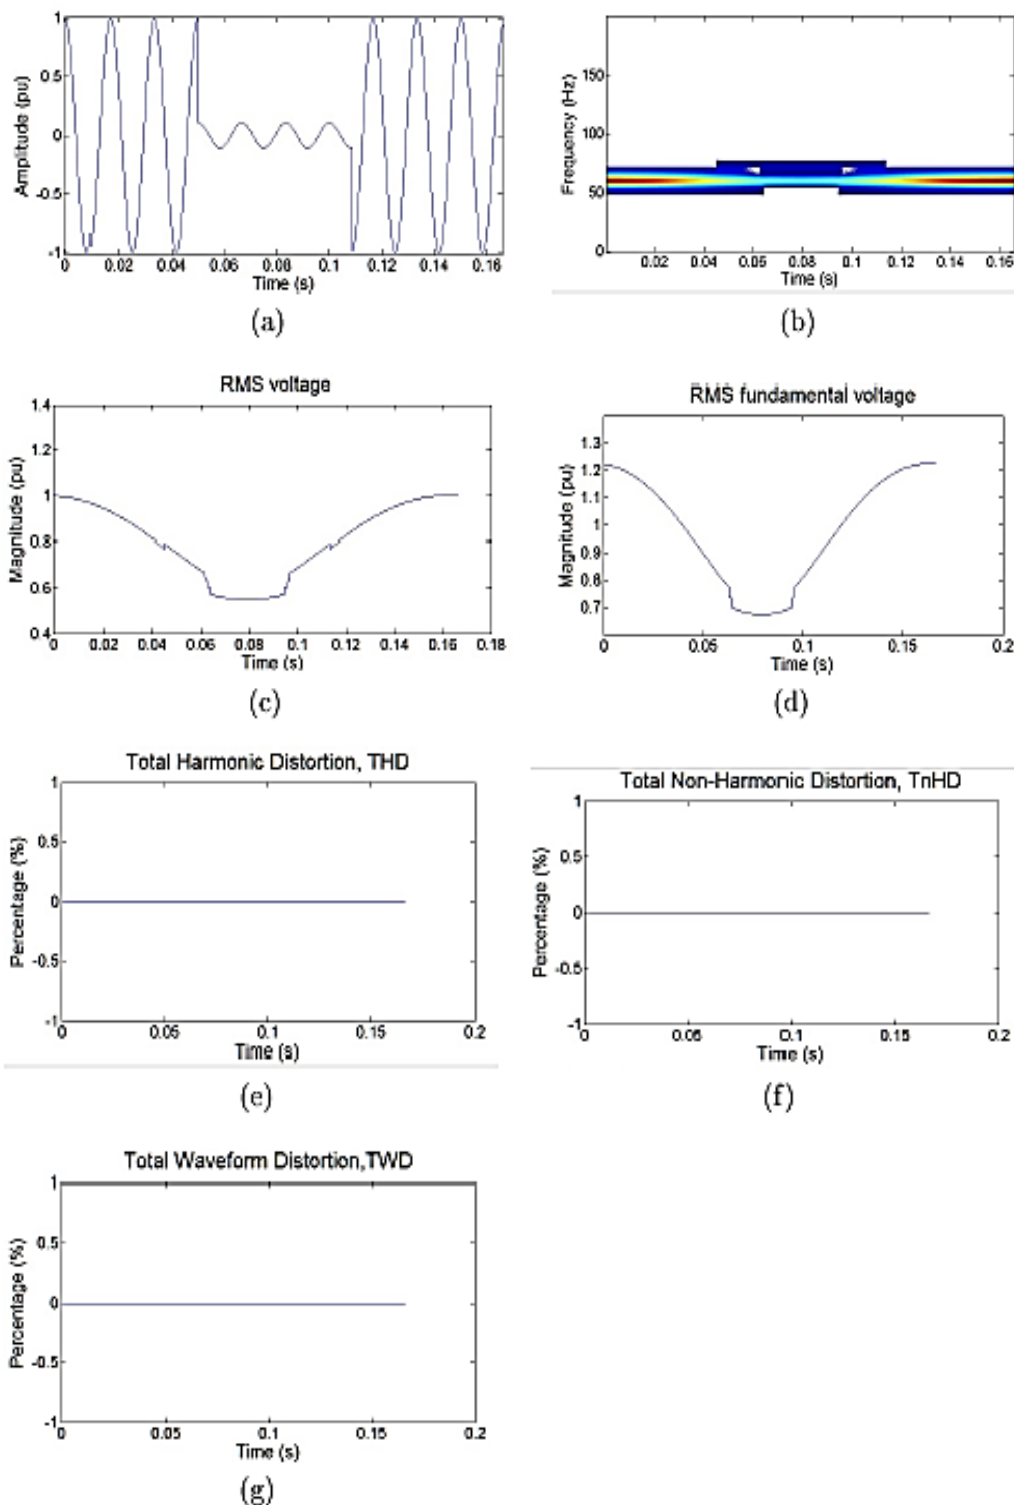 1
0.5
0
-0.5
-1
Amplitude (pu)
0 0.02 0.04 0.06 0.08 0.1 0.12 0.14 0.16
Time (s)
(a)
150
100
50
0
Frequency (Hz)
0.02 0.04 0.06 0.08 0.1 0.12 0.14 0.16
Time (s)
(b)
RMS voltage
1.4
1.2
1
0.8
0.6
0.4
Magnitude (pu)
0 0.02 0.04 0.06 0.08 0.1 0.12 0.14 0.16 0.18
Time (s)
(c)
RMS fundamental voltage
1.3
1.2
1.1
1
0.9
0.8
0.7
Magnitude (pu)
0 0.05 0.1 0.15 0.2
Time (s)
(d)
Total Harmonic Distortion, THD
1
0.5
0
-0.5
-1
Percentage (%)
0 0.05 0.1 0.15 0.2
Time (s)
(e)
Total Non-Harmonic Distortion, TnHD
1
0.5
0
-0.5
-1
Percentage (%)
0 0.05 0.1 0.15 0.2
Time (s)
(f)
Total Waveform Distortion,TWD
1
0.5
0
-0.5
-1
Percentage (%)
0 0.05 0.1 0.15 0.2
Time (s)
(g)